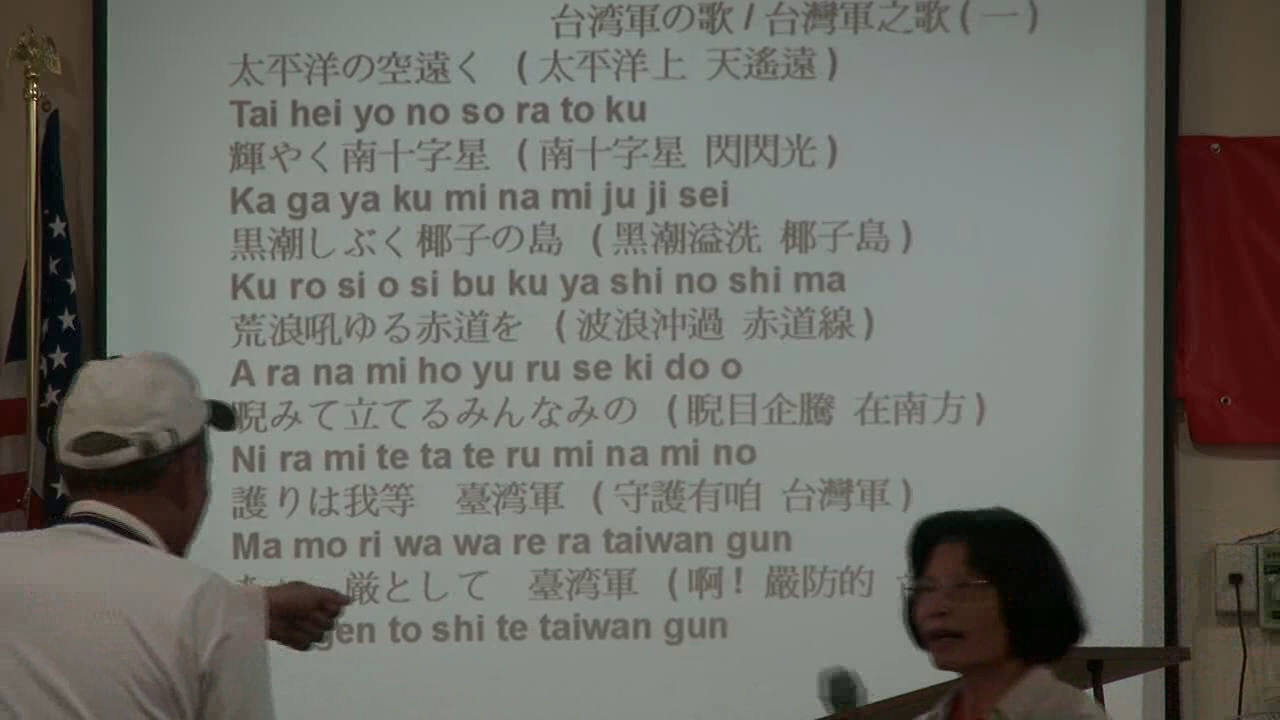 台湾軍の歌 / 台灣軍之歌 ( 一 )
太平洋の空遠く ( 太平洋上 天遙遠 )
Tai hei yo no so ra to ku
輝やく南十字星 ( 南十字星 閃閃光 )
Ka ga ya ku mi na mi ju ji sei
黒潮しぶく椰子の島 ( 黑潮溢洗 椰子島 )
Ku ro si o si bu ku ya shi no shi ma
荒浪吼ゆる赤道を ( 波浪沖過 赤道線 )
A ra na mi ho yu ru se ki do o
睨みて立てるみんなみの ( 睨目企騰 在南方 )
Ni ra mi te ta te ru mi na mi no
護りは我等 臺湾軍 ( 守護有咱 台灣軍 )
Ma mo ri wa wa re ra taiwan gun
厳として 臺湾軍 ( 啊! 嚴防的
gen to shi te taiwan gun